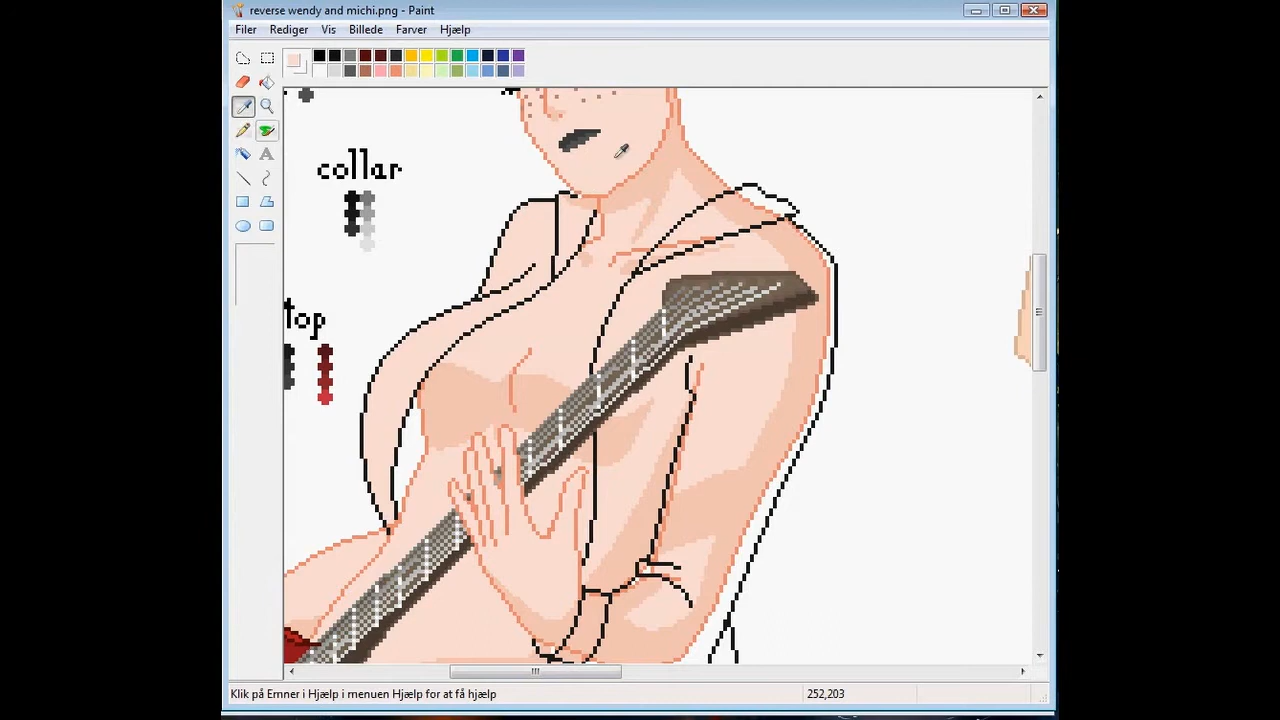 reverse wendy and michi.png - Paint
Filer Rediger Vis Billede Farver Hjælp
collar
top
Klik på Emner i Hjælp i menuen Hjælp for at få hjælp
252,203